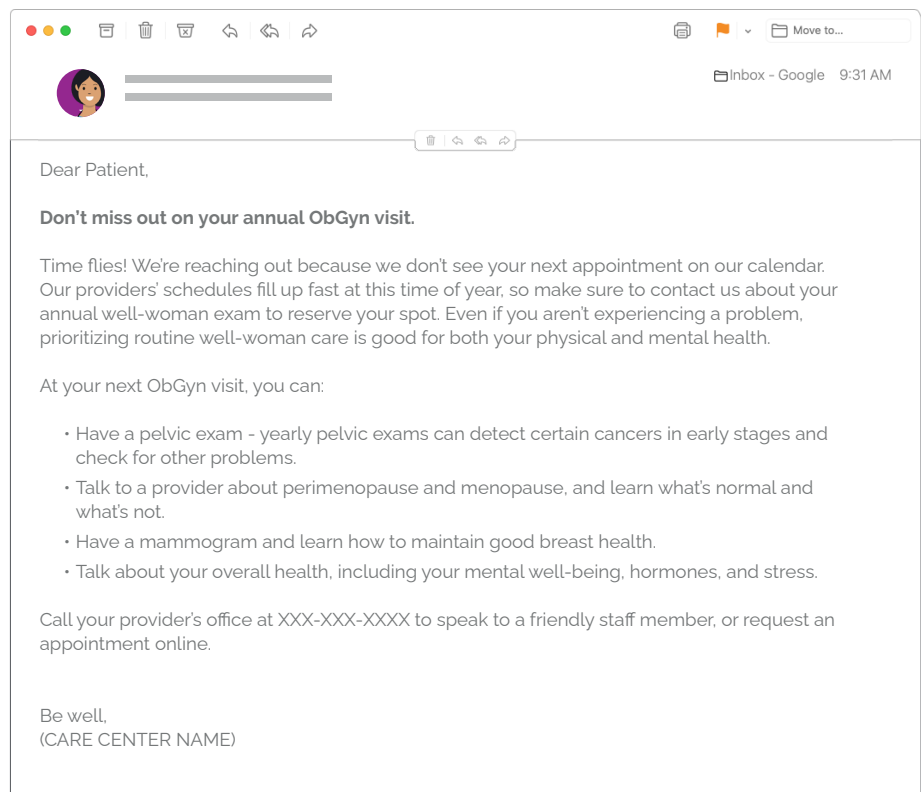 Move to...
Inbox - Google 9:31 AM
Dear Patient,
Don't miss out on your annual ObGyn visit.
Time flies! We're reaching out because we don't see your next appointment on our calendar.
Our providers' schedules fill up fast at this time of year, so make sure to contact us about your
annual well-woman exam to reserve your spot. Even if you aren't experiencing a problem,
prioritizing routine well-woman care is good for both your physical and mental health.
At your next ObGyn visit, you can:
• Have a pelvic exam - yearly pelvic exams can detect certain cancers in early stages and
check for other problems.
• Talk to a provider about perimenopause and menopause, and learn what's normal and
what's not.
• Have a mammogram and learn how to maintain good breast health.
• Talk about your overall health, including your mental well-being, hormones, and stress.
Call your provider's office at XXX-XXX-XXXX to speak to a friendly staff member, or request an
appointment online.
Be well,
(CARE CENTER NAME)